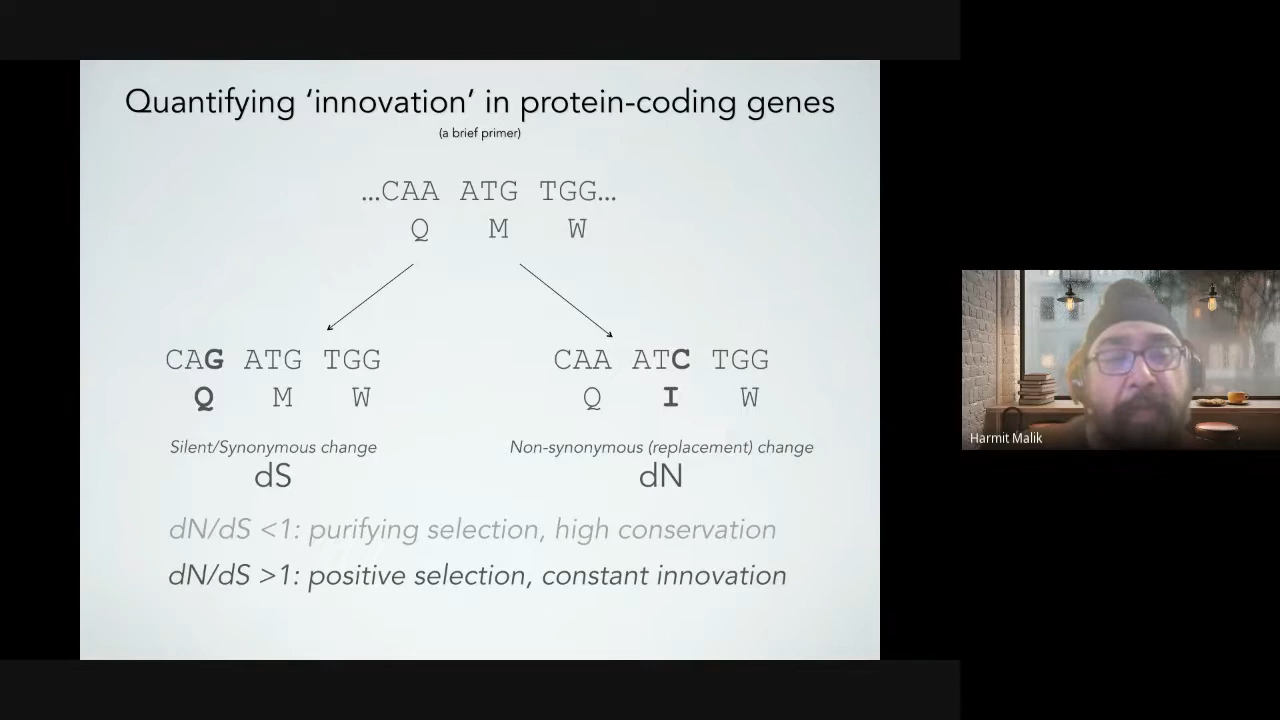 Quantifying ‘innovation’ in protein-coding genes
(a brief primer)
...CAA ATG TGG...
Q M W
CAG ATG TGG
Q M W
Silent/Synonymous change
dS
CAA ATC TGG
Q I W
Non-synonymous (replacement) change
dN
dN/dS <1: purifying selection, high conservation
dN/dS >1: positive selection, constant innovation
Harmit Malik